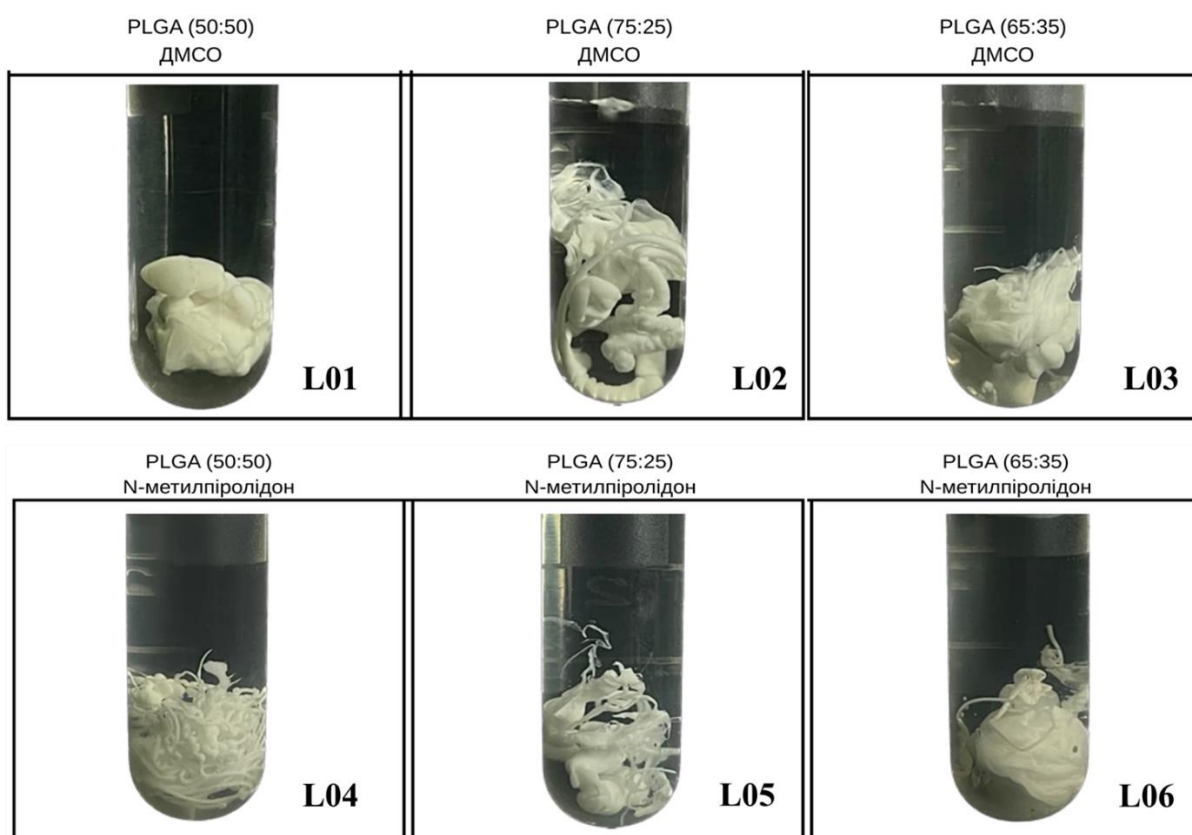 PLGA (50:50)
ДМСО
PLGA (75:25)
ДМСО
PLGA (65:35)
ДМСО
L01
L02
L03
PLGA (50:50)
N-метилпіролідон
PLGA (75:25)
N-метилпіролідон
PLGA (65:35)
N-метилпіролідон
L04
L05
L06